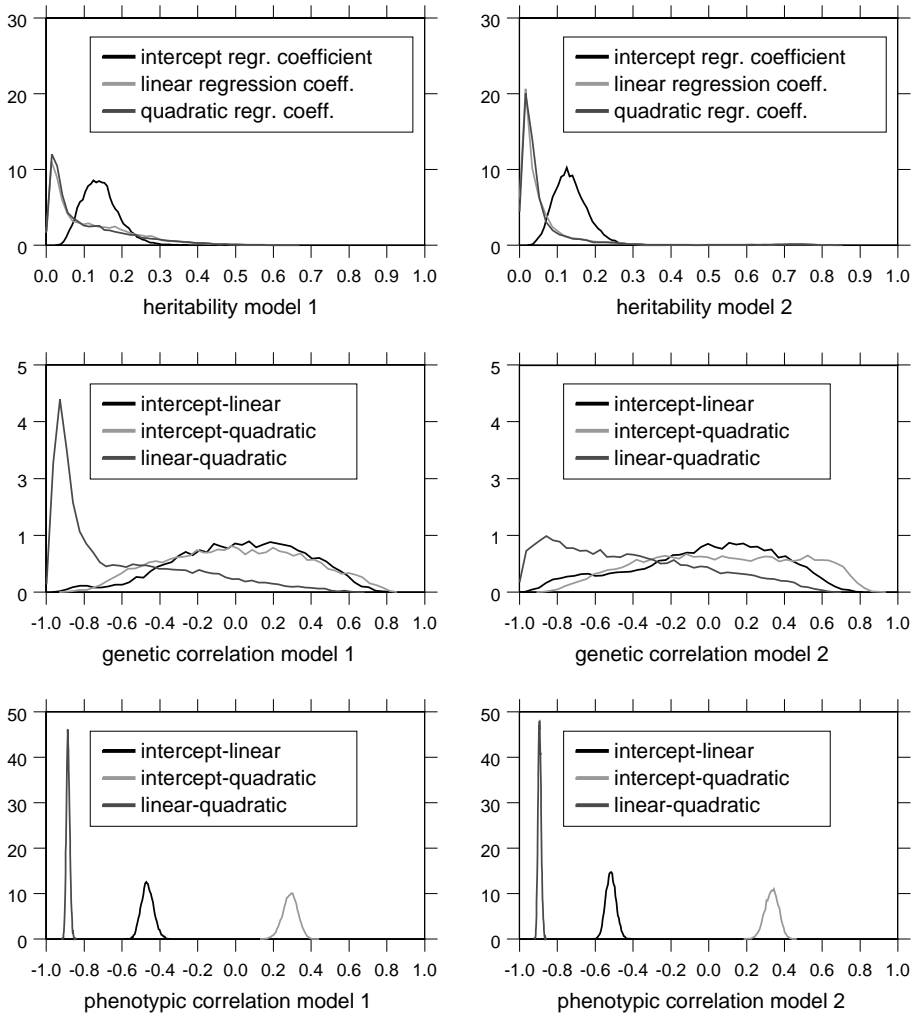 30
20
10
0
intercept regr. coefficient
linear regression coeff.
quadratic regr. coeff.
0.0 0.1 0.2 0.3 0.4 0.5 0.6 0.7 0.8 0.9 1.0
heritability model 1
30
20
10
0
intercept regr. coefficient
linear regression coeff.
quadratic regr. coeff.
0.0 0.1 0.2 0.3 0.4 0.5 0.6 0.7 0.8 0.9 1.0
heritability model 2
5
4
3
1
0
intercept-linear
intercept-quadratic
linear-quadratic
-1.0 -0.8 -0.6 -0.4 -0.2 0.0 0.2 0.4 0.6 0.8 1.0
genetic correlation model 1
5
4
3
1
0
intercept-linear
intercept-quadratic
linear-quadratic
-1.0 -0.8 -0.6 -0.4 -0.2 0.0 0.2 0.4 0.6 0.8 1.0
genetic correlation model 2
50
40
30
20
10
0
intercept-linear
intercept-quadratic
linear-quadratic
-1.0 -0.8 -0.6 -0.4 -0.2 0.0 0.2 0.4 0.6 0.8 1.0
phenotypic correlation model 1
50
40
30
20
10
0
intercept-linear
intercept-quadratic
linear-quadratic
-1.0 -0.8 -0.6 -0.4 -0.2 0.0 0.2 0.4 0.6 0.8 1.0
phenotypic correlation model 2